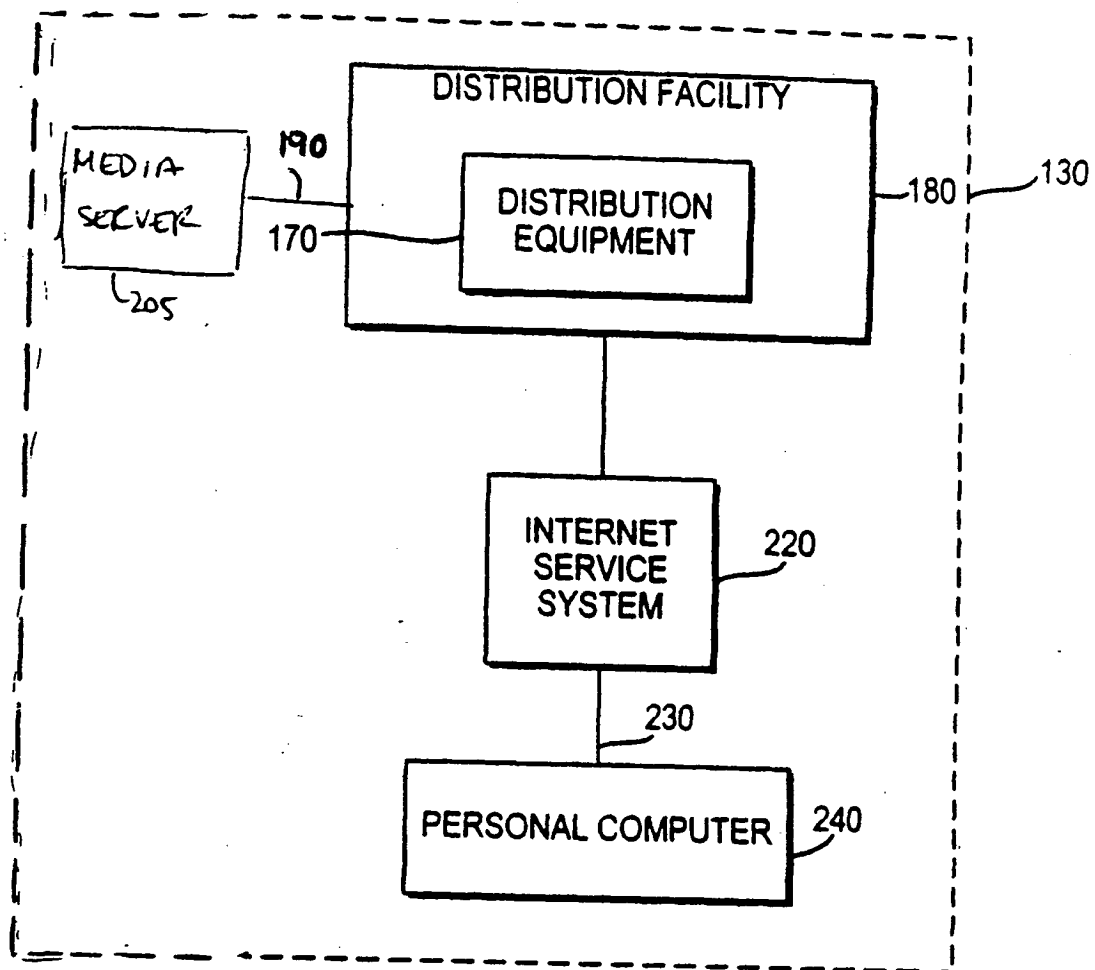 DISTRIBUTION FACILITY
MEDIA
SERVER
190
205
170
DISTRIBUTION
EQUIPMENT
180
130
INTERNET
SERVICE
SYSTEM
220
230
PERSONAL COMPUTER
240